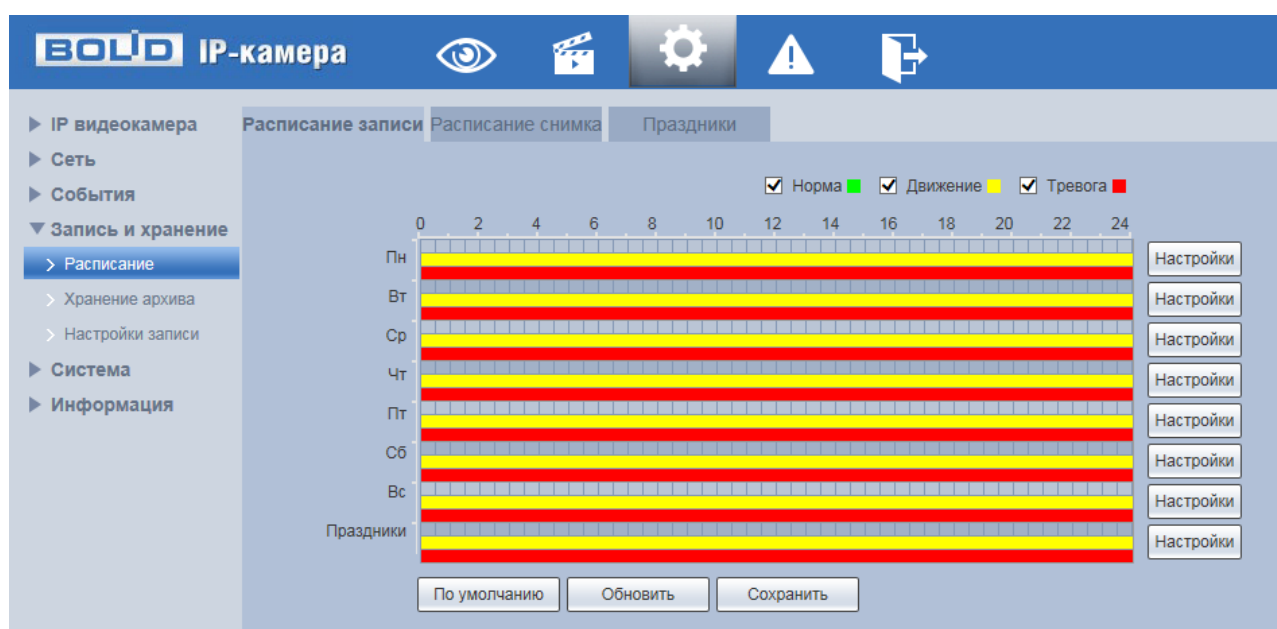 BOLID IP-камера
IP видеокамера
Сеть
События
Запись и хранение
Расписание
Хранение архива
Настройки записи
Система
Информация
Расписание записи Расписание снимка Праздники
Норма Движение Тревога
0 2 4 6 8 10 12 14 16 18 20 22 24
Пн Настройки
Вт Настройки
Ср Настройки
Чт Настройки
Пт Настройки
Сб Настройки
Вс Настройки
Праздники Настройки
По умолчанию Обновить Сохранить